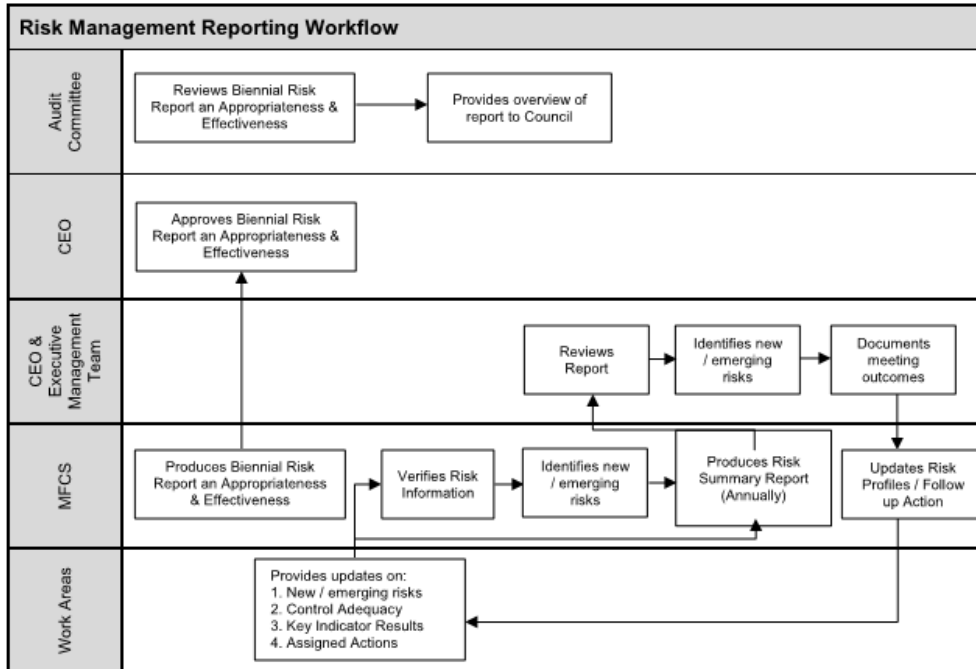 Risk Management Reporting Workflow
Audit
Committee
Reviews Biennial Risk
Report an Appropriateness &
Effectiveness
Provides overview of
report to Council
CEO
Approves Biennial Risk
Report an Appropriateness &
Effectiveness
CEO &
Executive
Management
Team
Reviews
Report
Identifies new
/ emerging
risks
Documents
meeting
outcomes
MFCS
Produces Biennial Risk
Report an Appropriateness
& Effectiveness
Verifies Risk
Information
Identifies new
/ emerging
risks
Produces Risk
Summary Report
(Annually)
Updates Risk
Profiles / Follow
up Action
Work Areas
Provides updates on:
1. New / emerging risks
2. Control Adequacy
3. Key Indicator Results
4. Assigned Actions